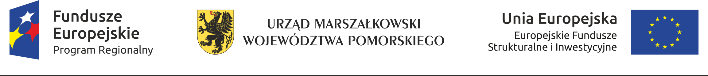 Fundusze
Europejskie
Program Regionalny
URZĄD MARSZAŁKOWSKI
WOJEWÓDZTWA POMORSKIEGO
Unia Europejska
Europejskie Fundusze
Strukturalne i Inwestycyjne